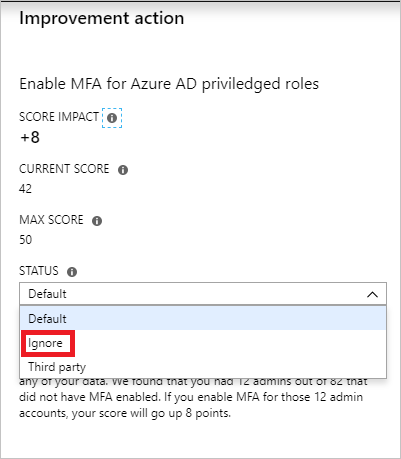 Improvement action
Enable MFA for Azure AD priviledged roles
SCORE IMPACT
+8
CURRENT SCORE
42
MAX SCORE
50
STATUS
Default
Default
Ignore
Third party
any of your data. We found that you had 12 admins out of 82 that
did not have MFA enabled. If you enable MFA for those 12 admin
accounts, your score will go up 8 points.